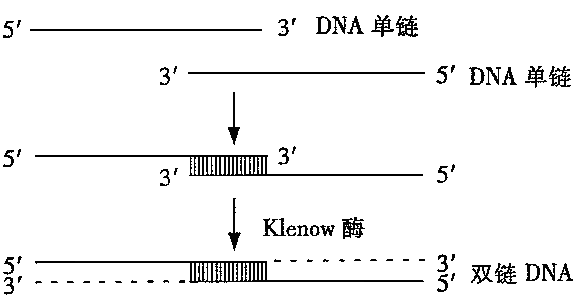 5′ 3′ DNA 单链
3′ 5′ DNA 单链
5′ 3′
3′ 5′
Klenow 酶
5′ 3′
3′ 5′ 双链 DNA